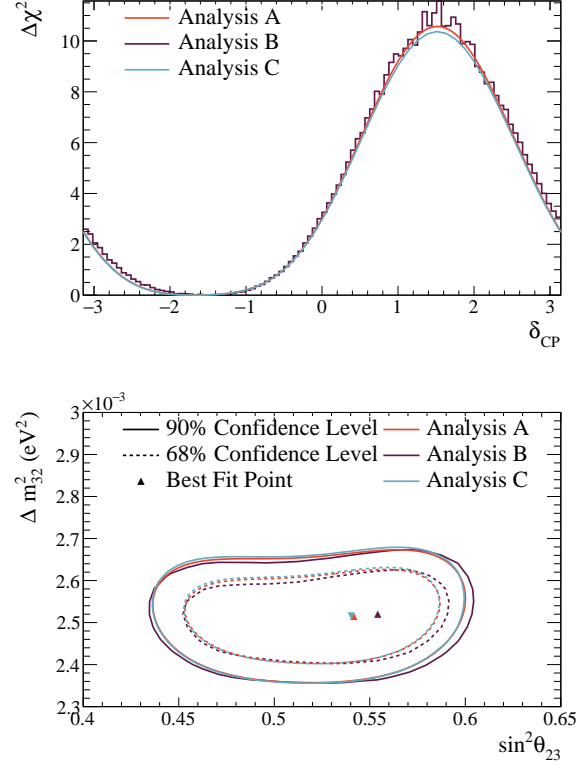 Δχ²
10
8
6
4
2
0
Analysis A
Analysis B
Analysis C
−3 −2 −1 0 1 2 3
δ_CP
×10⁻³
Δ m²₃₂ (eV²)
3
2.9
2.8
2.7
2.6
2.5
2.4
2.3
90% Confidence Level
68% Confidence Level
Best Fit Point
Analysis A
Analysis B
Analysis C
0.4 0.45 0.5 0.55 0.6 0.65
sin²θ₂₃